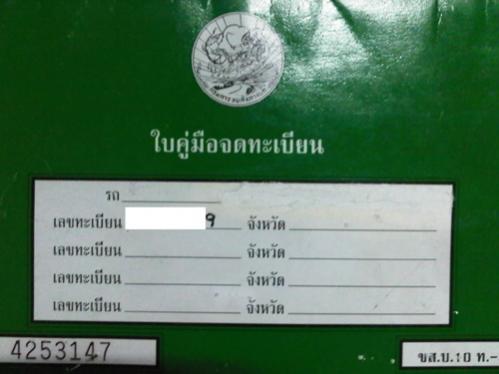 ใบคู่มือจดทะเบียน
รถ
เลขทะเบียน 9 จังหวัด
เลขทะเบียน จังหวัด
เลขทะเบียน จังหวัด
เลขทะเบียน จังหวัด
4253147
ขส.บ.10 ท.-